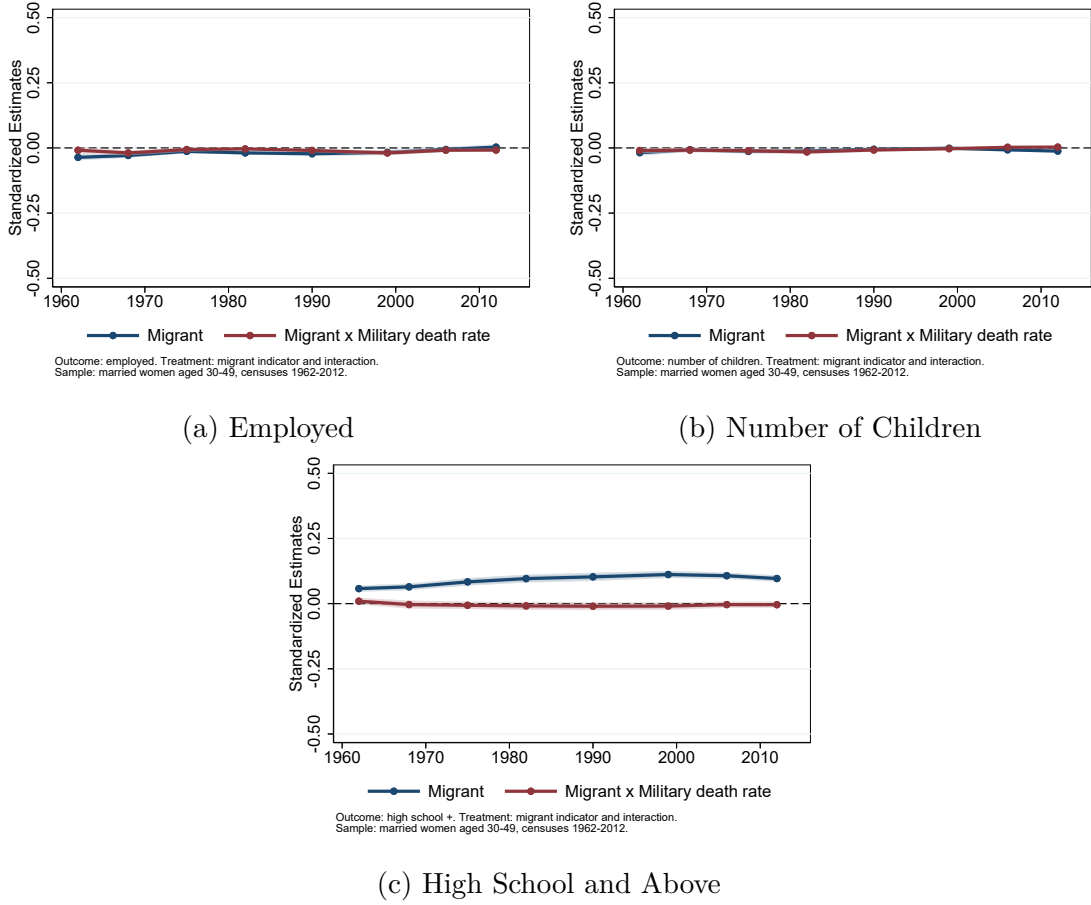 Standardized Estimates
0.50
0.25
0.00
-0.25
-0.50
1960 1970 1980 1990 2000 2010
Migrant Migrant x Military death rate
Outcome: employed. Treatment: migrant indicator and interaction.
Sample: married women aged 30-49, censuses 1962-2012.
(a) Employed
Standardized Estimates
0.50
0.25
0.00
-0.25
-0.50
1960 1970 1980 1990 2000 2010
Migrant Migrant x Military death rate
Outcome: number of children. Treatment: migrant indicator and interaction.
Sample: married women aged 30-49, censuses 1962-2012.
(b) Number of Children
Standardized Estimates
0.50
0.25
0.00
-0.25
-0.50
1960 1970 1980 1990 2000 2010
Migrant Migrant x Military death rate
Outcome: high school +. Treatment: migrant indicator and interaction.
Sample: married women aged 30-49, censuses 1962-2012.
(c) High School and Above